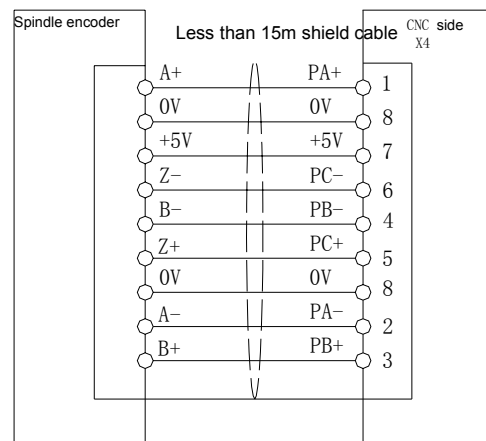 Spindle encoder
Less than 15m shield cable
CNC side
X4
A+ PA+ 1
0V 0V 8
+5V +5V 7
Z- PC- 6
B- PB- 4
Z+ PC+ 5
0V 0V 8
A- PA- 2
B+ PB+ 3